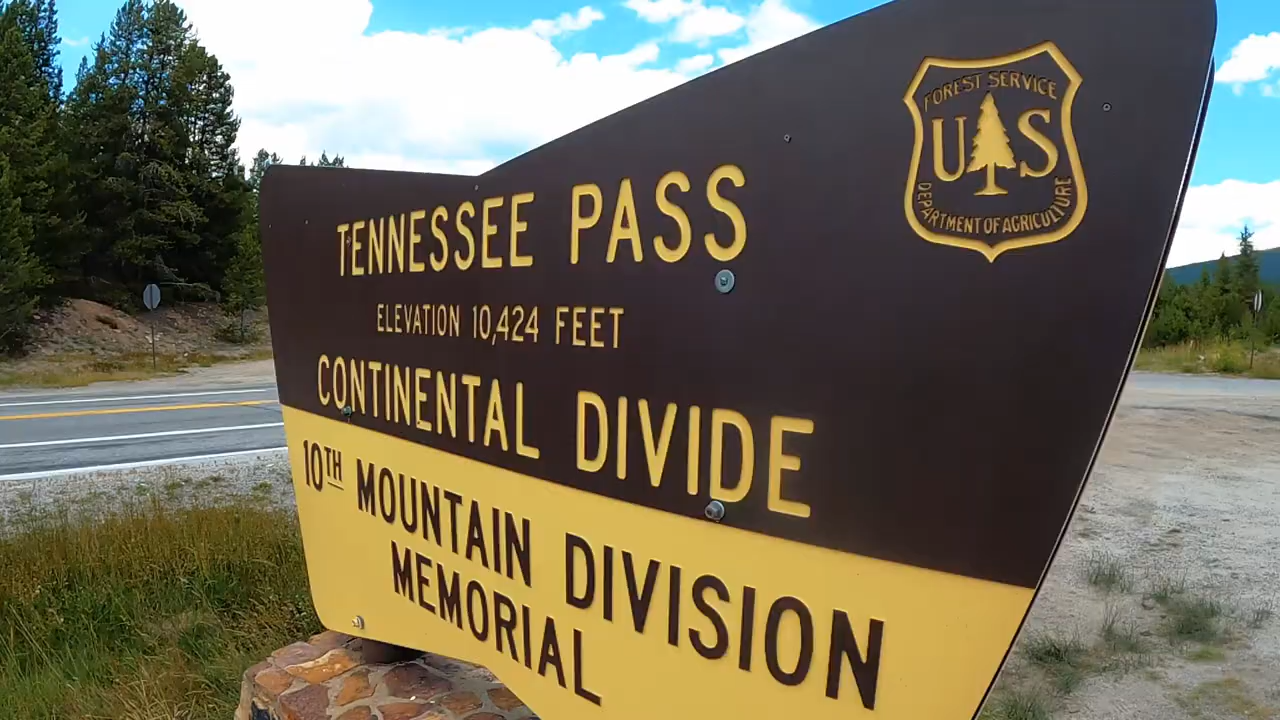 FOREST SERVICE
U S
DEPARTMENT OF AGRICULTURE
TENNESSEE PASS
ELEVATION 10,424 FEET
CONTINENTAL DIVIDE
10TH MOUNTAIN DIVISION
MEMORIAL